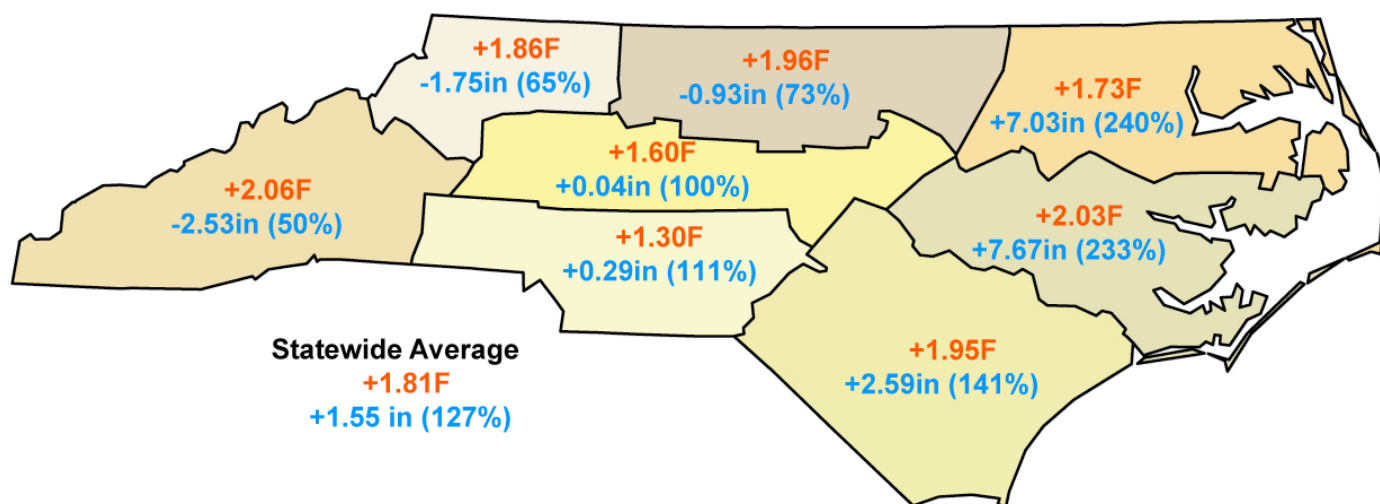 +1.86F
-1.75in (65%)
+1.96F
-0.93in (73%)
+1.73F
+7.03in (240%)
+1.60F
+0.04in (100%)
+2.06F
-2.53in (50%)
+2.03F
+7.67in (233%)
+1.30F
+0.29in (111%)
+1.95F
+2.59in (141%)
Statewide Average
+1.81F
+1.55 in (127%)